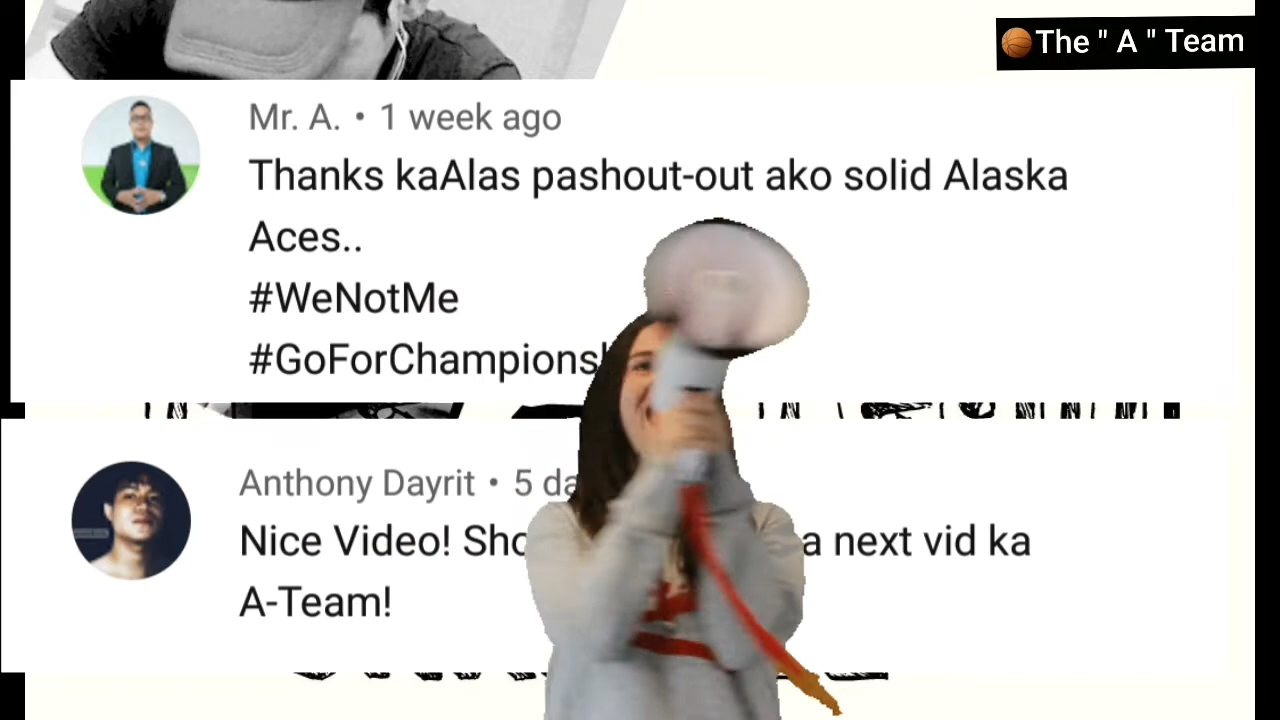 The " A " Team
Mr. A. • 1 week ago
Thanks kaAlas pashout-out ako solid Alaska
Aces..
#WeNotMe
#GoForChampions
Anthony Dayrit • 5 da
Nice Video! Sho a next vid ka
A-Team!